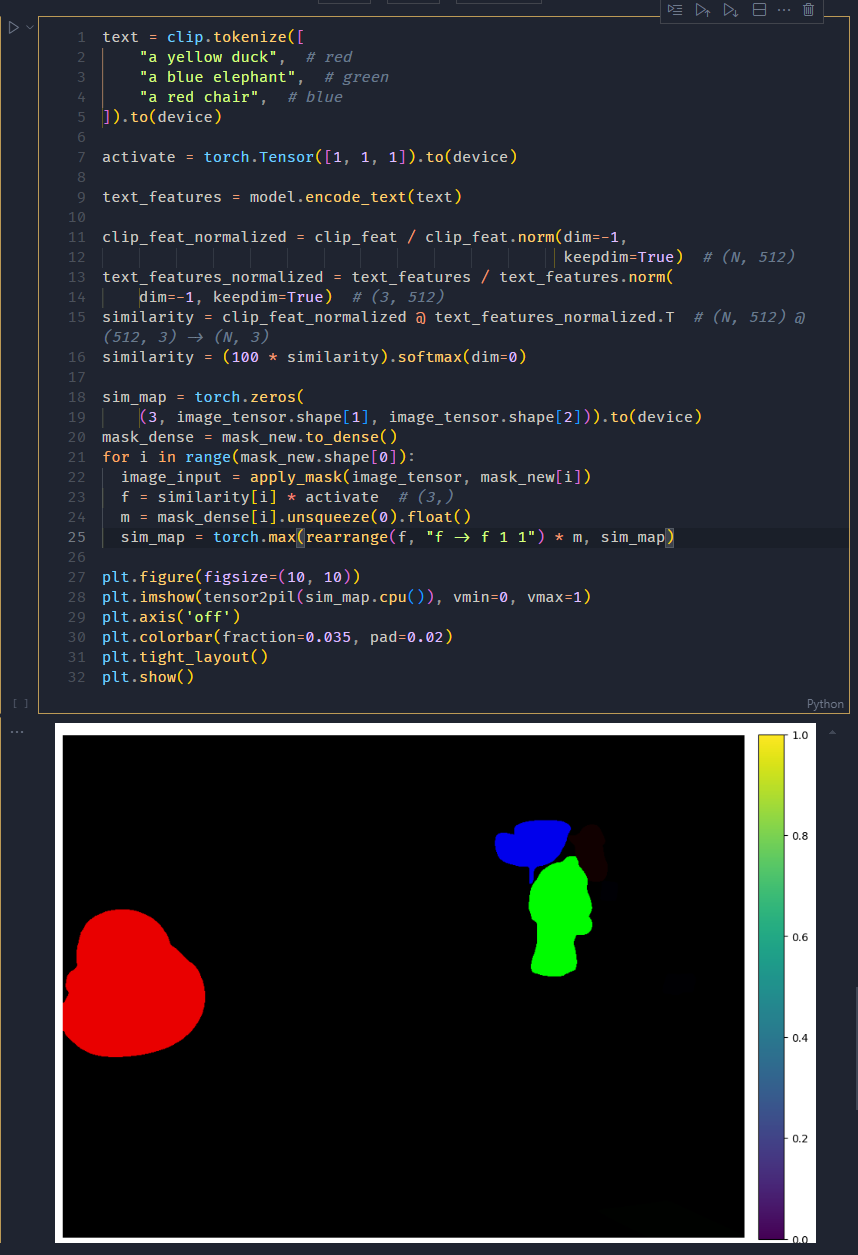 1 text = clip.tokenize([
2 "a yellow duck", # red
3 "a blue elephant", # green
4 "a red chair", # blue
5 ]).to(device)
6
7 activate = torch.Tensor([1, 1, 1]).to(device)
8
9 text_features = model.encode_text(text)
10
11 clip_feat_normalized = clip_feat / clip_feat.norm(dim=-1,
12 keepdim=True) # (N, 512)
13 text_features_normalized = text_features / text_features.norm(
14 dim=-1, keepdim=True) # (3, 512)
15 similarity = clip_feat_normalized @ text_features_normalized.T # (N, 512) @
(512, 3) -> (N, 3)
16 similarity = (100 * similarity).softmax(dim=0)
17
18 sim_map = torch.zeros(
19 (3, image_tensor.shape[1], image_tensor.shape[2])).to(device)
20 mask_dense = mask_new.to_dense()
21 for i in range(mask_new.shape[0]):
22 image_input = apply_mask(image_tensor, mask_new[i])
23 f = similarity[i] * activate # (3,)
24 m = mask_dense[i].unsqueeze(0).float()
25 sim_map = torch.max(rearrange(f, "f -> f 1 1") * m, sim_map)
26
27 plt.figure(figsize=(10, 10))
28 plt.imshow(tensor2pil(sim_map.cpu()), vmin=0, vmax=1)
29 plt.axis('off')
30 plt.colorbar(fraction=0.035, pad=0.02)
31 plt.tight_layout()
32 plt.show()
[ ]
Python
1.0
0.8
0.6
0.4
0.2
0.0